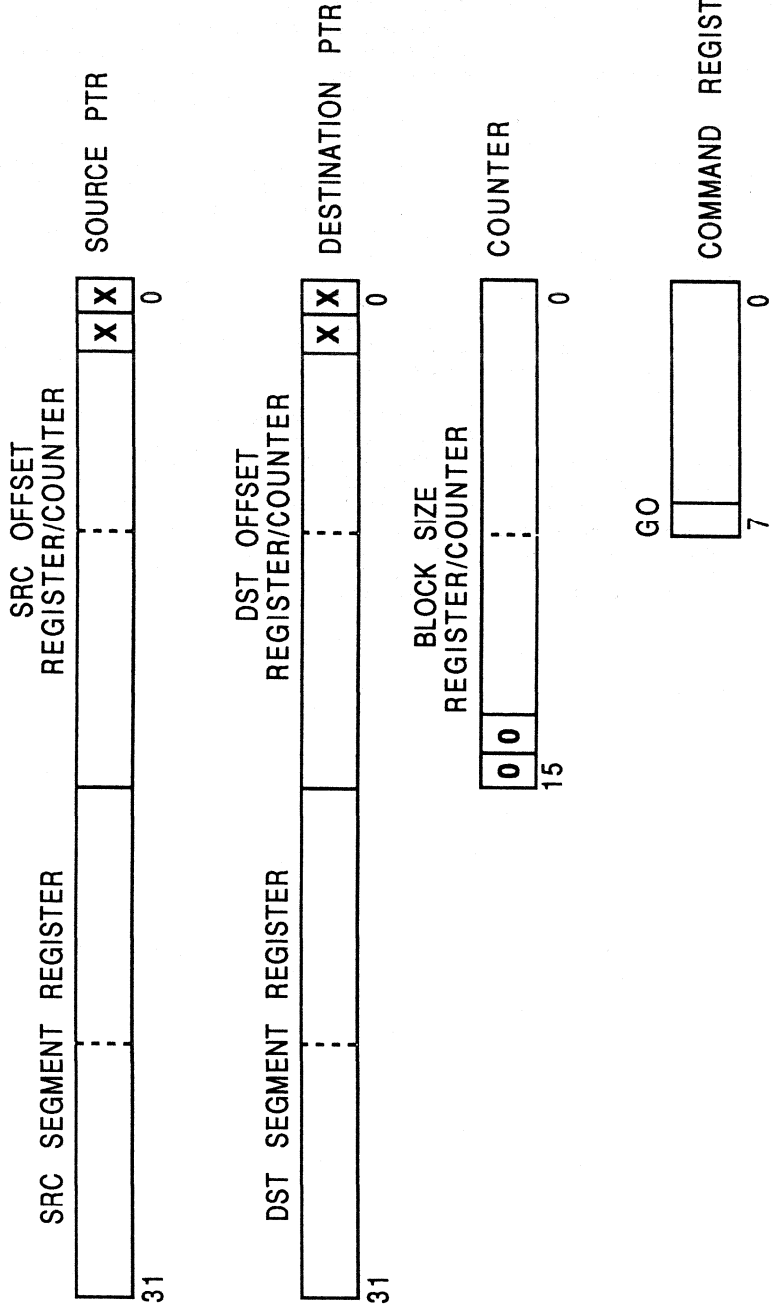 SRC OFFSET
SRC SEGMENT REGISTER
REGISTER/COUNTER
X X
SOURCE PTR
31
0
DST OFFSET
DST SEGMENT REGISTER
REGISTER/COUNTER
X X
DESTINATION PTR
31
0
BLOCK SIZE
REGISTER/COUNTER
0 0
COUNTER
15
0
GO
COMMAND REGIST
7
0